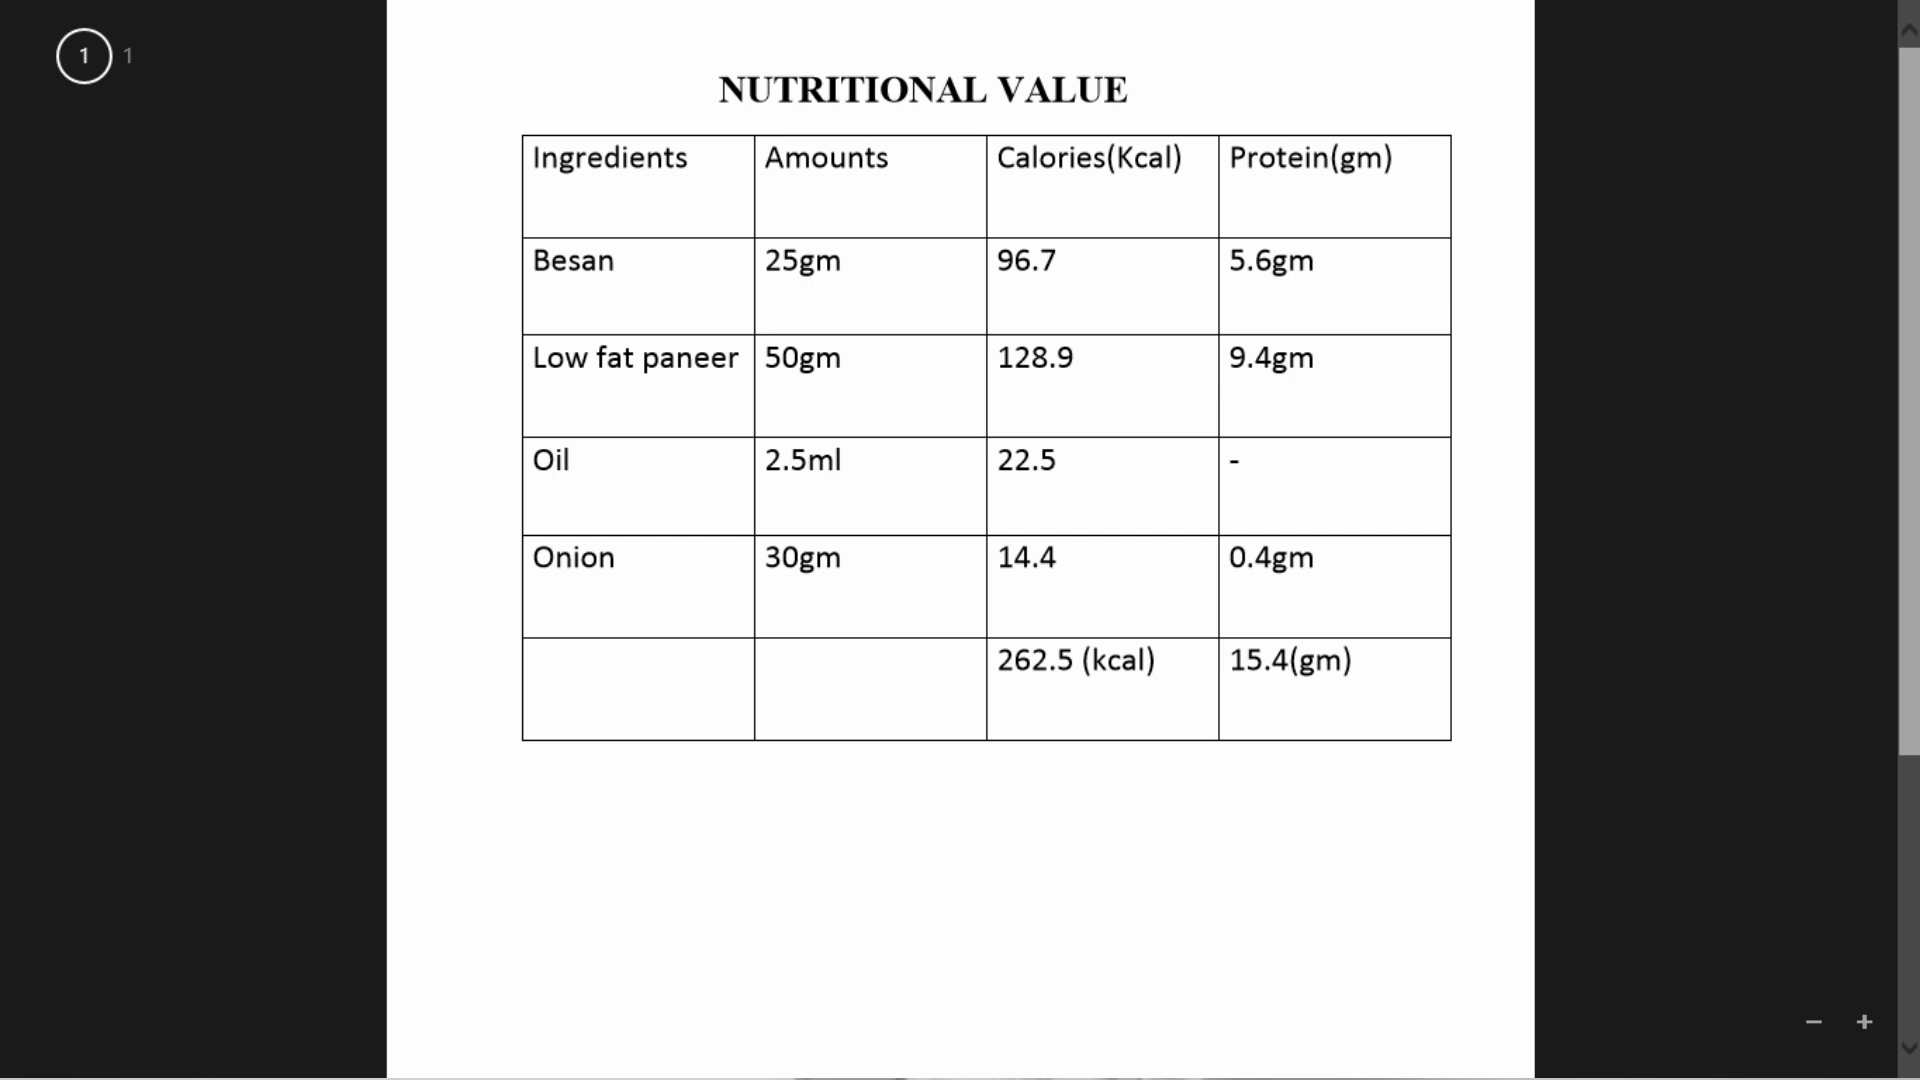 1 1
NUTRITIONAL VALUE
Ingredients Amounts Calories(Kcal) Protein(gm)
Besan 25gm 96.7 5.6gm
Low fat paneer 50gm 128.9 9.4gm
Oil 2.5ml 22.5 -
Onion 30gm 14.4 0.4gm
262.5 (kcal) 15.4(gm)